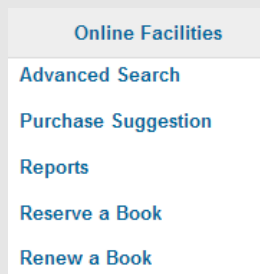 Online Facilities
Advanced Search
Purchase Suggestion
Reports
Reserve a Book
Renew a Book